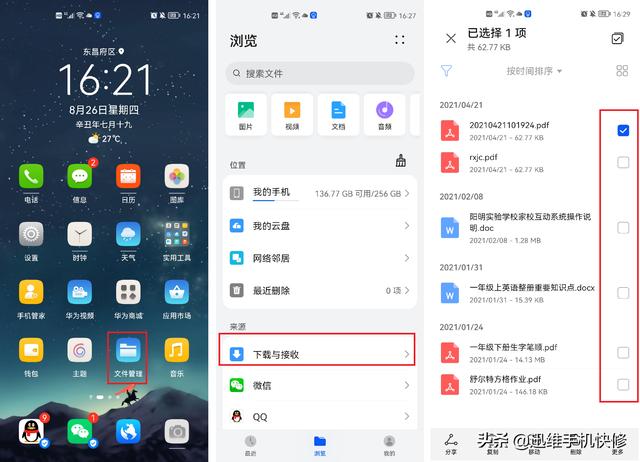 16:21
东昌府区
16:21
8月26日星期四
辛丑年七月十九
27℃
2
电话
信息
日历
图库
设置
时钟
天气
实用工具
手机管家
华为视频
华为商城
应用市场
钱包
主题
文件管理
音乐
9
1
16:27
浏览
搜索文件
图片
视频
文档
音频
位置
我的手机
136.77 GB 可用/256 GB
我的云盘
网络邻居
最近删除
0 项
来源
下载与接收
微信
QQ
最近
浏览
我的
16:29
已选择 1 项
共 62.77 KB
按时间排序
2021/04/21
20210421101924.pdf
2021/04/21 - 62.77 KB
rxjc.pdf
2021/04/21 - 62.77 KB
2021/02/08
阳明实验学校家校互动系统操作说
明.doc
2021/02/08 - 1.28 MB
2021/01/31
一年级上英语整册重要知识点.docx
2021/01/31 - 15.39 KB
2021/01/24
一年级下册生字笔顺.pdf
2021/01/24 - 14.13 MB
舒尔特方格作业.pdf
2021/01/24 - 146.18 KB
分享
复制
移动
删除
更多
头条 @迅维手机快修